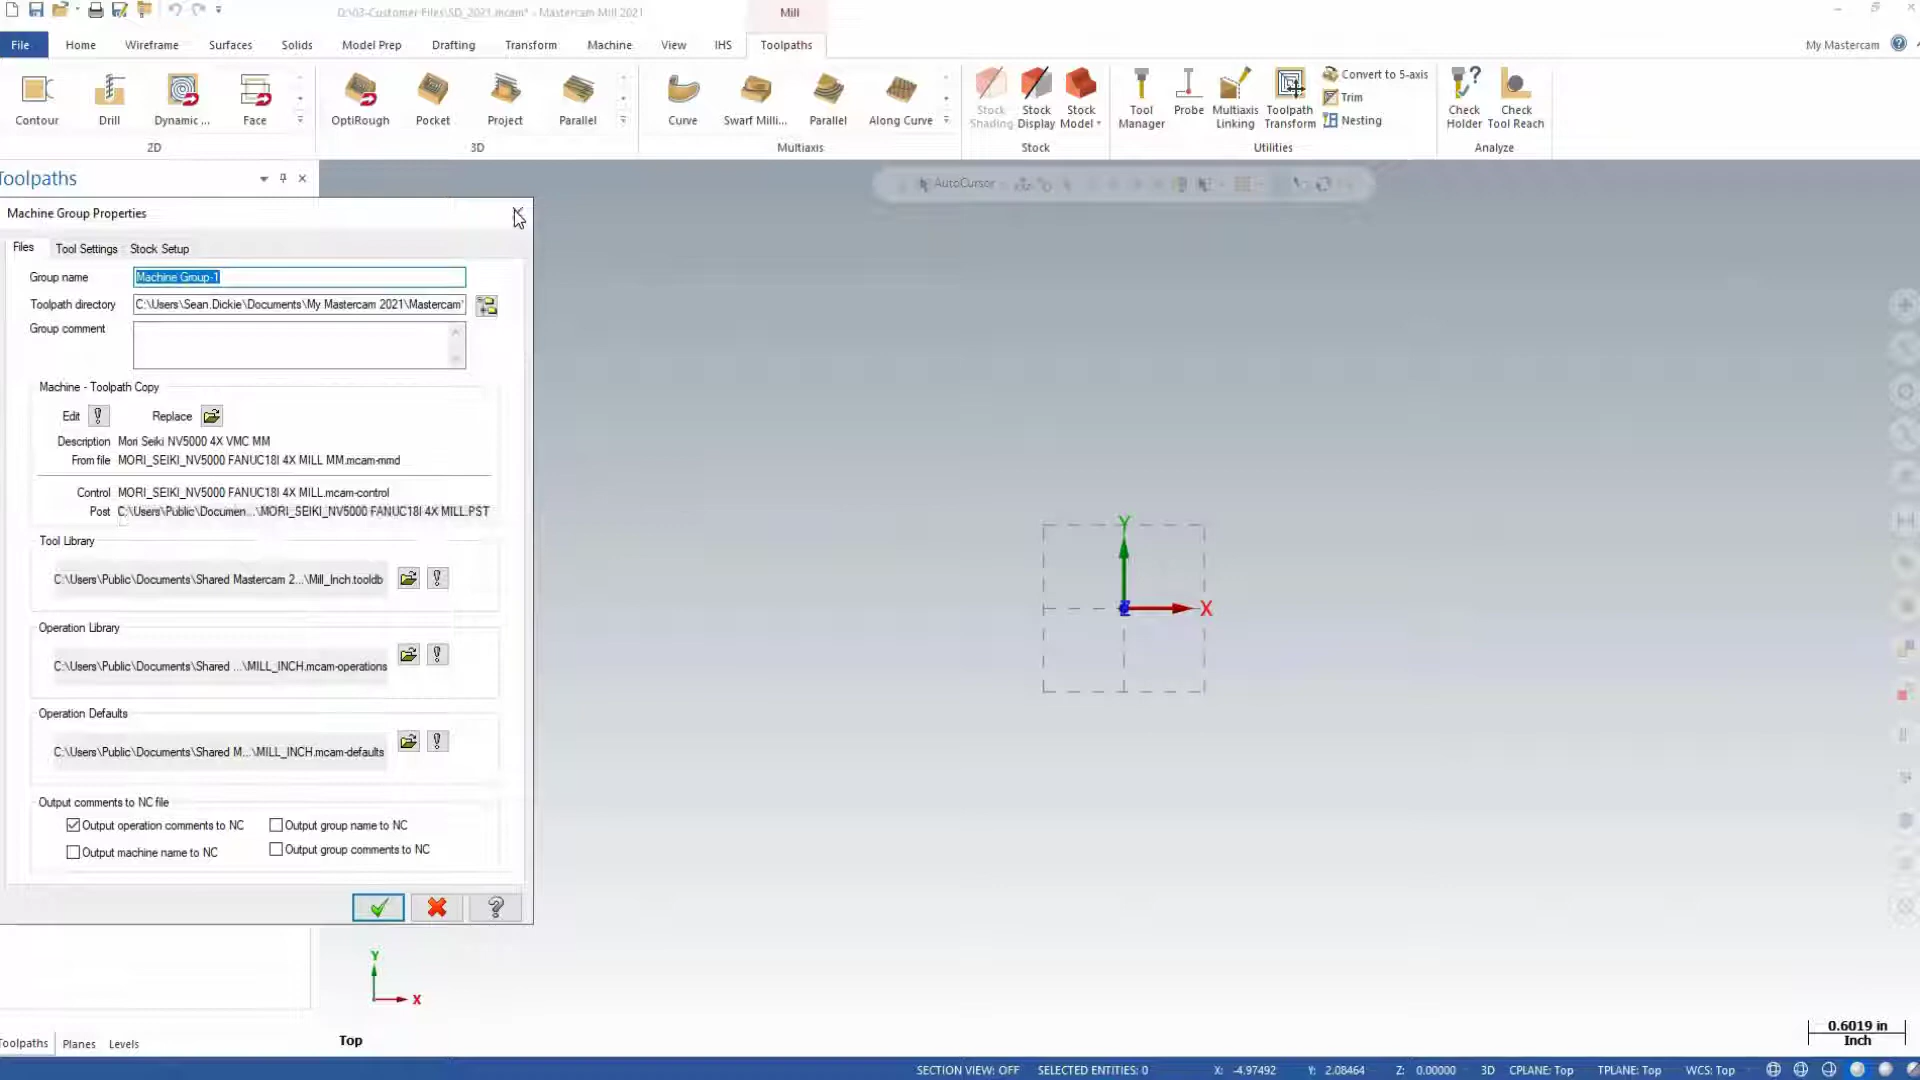 D:\03-Customer Files\SD_2021.mcam* - Mastercam Mill 2021
Mill
File
Home
Wireframe
Surfaces
Solids
Model Prep
Drafting
Transform
Machine
View
IHS
Toolpaths
My Mastercam
Contour
Drill
Dynamic ...
Face
OptiRough
Pocket
Project
Parallel
Curve
Swarf Milli...
Parallel
Along Curve
Stock Shading
Stock Display
Stock Model
Tool Manager
Probe
Multiaxis Linking
Toolpath Transform
Convert to 5-axis
Trim
Nesting
Check Holder
Check Tool Reach
2D
3D
Multiaxis
Stock
Utilities
Analyze
Toolpaths
AutoCursor
Machine Group Properties
Files
Tool Settings
Stock Setup
Group name
Machine Group-1
Toolpath directory
C:\Users\Sean.Dickie\Documents\My Mastercam 2021\Mastercam\
Group comment
Machine - Toolpath Copy
Edit
Replace
Description Mori Seiki NV5000 4X VMC MM
From file MORI_SEIKI_NV5000 FANUC18I 4X MILL MM.mcam-mmd
Control MORI_SEIKI_NV5000 FANUC18I 4X MILL.mcam-control
Post C:\Users\Public\Documen...\MORI_SEIKI_NV5000 FANUC18I 4X MILL.PST
Tool Library
C:\Users\Public\Documents\Shared Mastercam 2...\Mill_Inch.tooldb
Operation Library
C:\Users\Public\Documents\Shared ...\MILL_INCH.mcam-operations
Operation Defaults
C:\Users\Public\Documents\Shared M...\MILL_INCH.mcam-defaults
Output comments to NC file
Output operation comments to NC
Output group name to NC
Output machine name to NC
Output group comments to NC
Y
Z
X
Y
X
Top
0.6019 in
Inch
Toolpaths
Planes
Levels
SECTION VIEW: OFF
SELECTED ENTITIES: 0
X: -4.97492
Y: 2.08464
Z: 0.00000
3D
CPLANE: Top
TPLANE: Top
WCS: Top